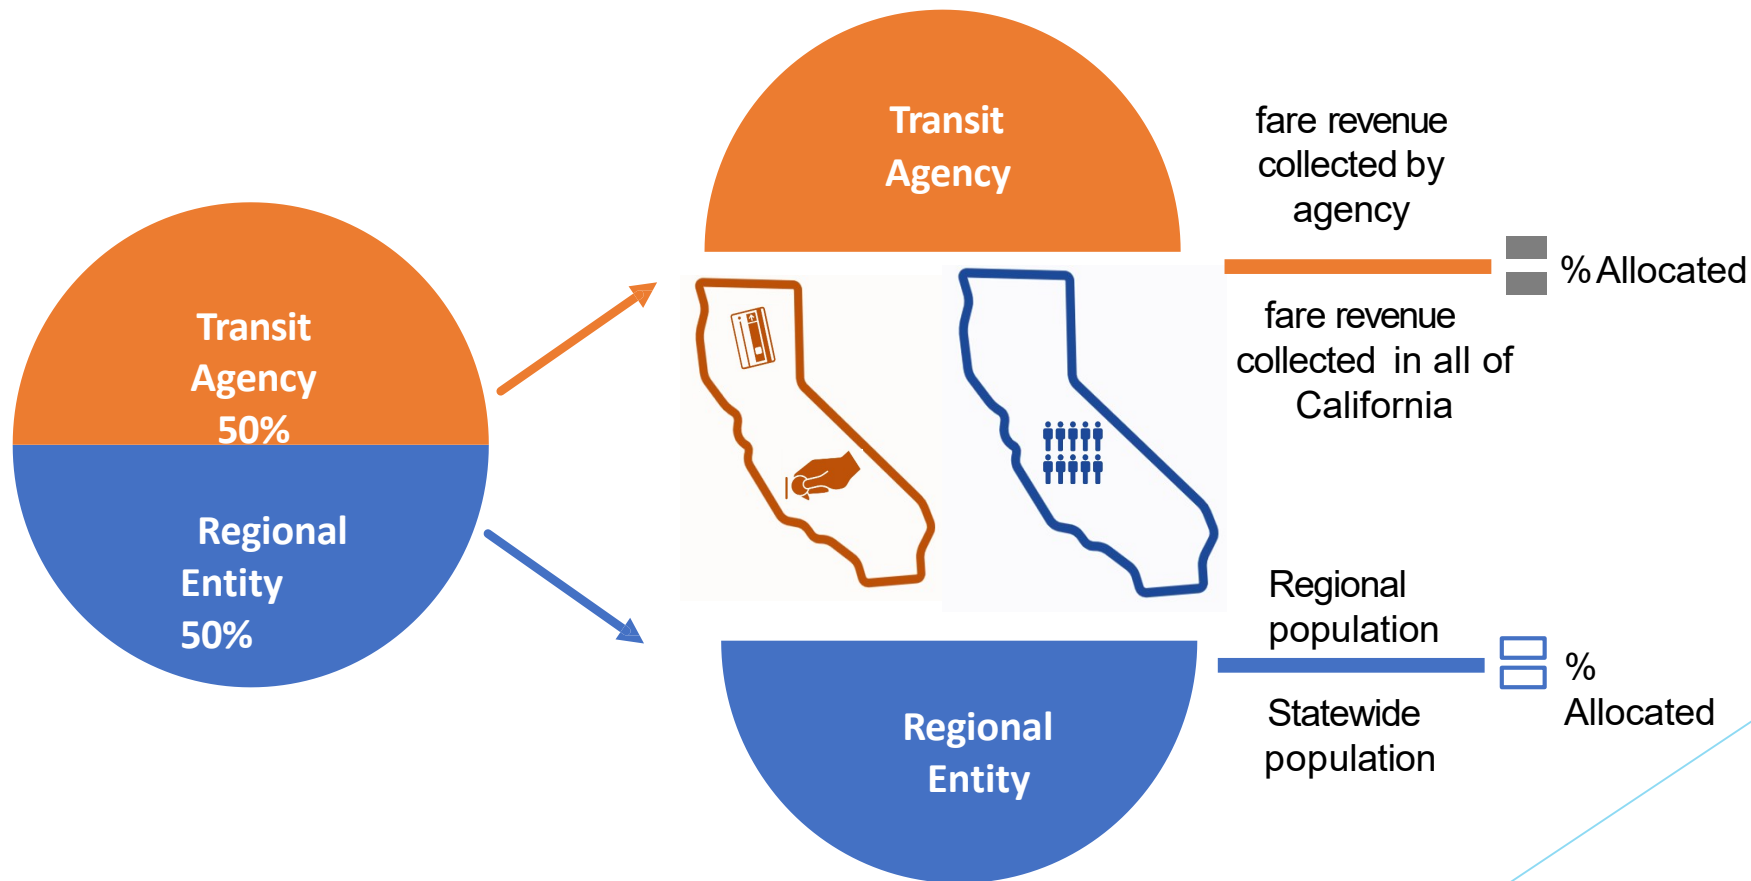 Transit
Agency
50%
Regional
Entity
50%
Transit
Agency
fare revenue
collected by
agency
% Allocated
fare revenue
collected in all of
California
Regional
population
%
Allocated
Statewide
population
Regional
Entity